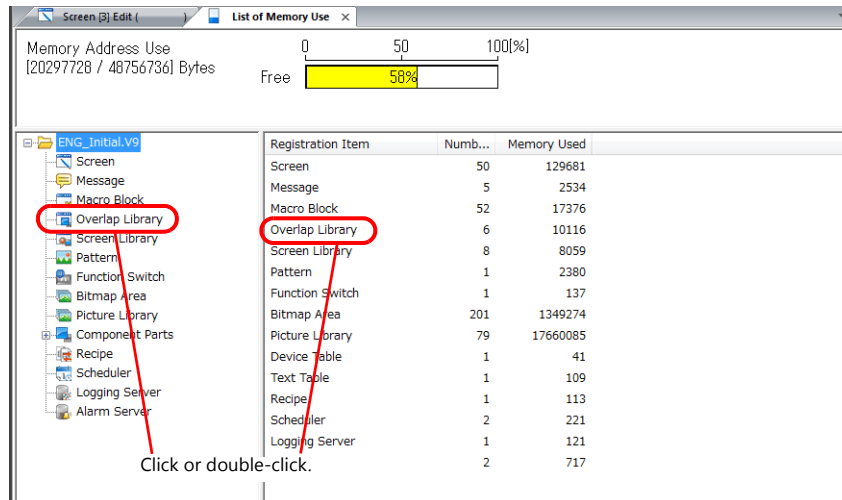 Screen [3] Edit ( )
List of Memory Use ×
Memory Address Use
[20297728 / 48756736] Bytes
0 50 100[%]
Free 58%
ENG_Initial.V9
Screen
Message
Macro Block
Overlap Library
Screen Library
Pattern
Function Switch
Bitmap Area
Picture Library
Component Parts
Recipe
Scheduler
Logging Server
Alarm Server
Registration Item Numb... Memory Used
Screen 50 129681
Message 5 2534
Macro Block 52 17376
Overlap Library 6 10116
Screen Library 8 8059
Pattern 1 2380
Function Switch 1 137
Bitmap Area 201 1349274
Picture Library 79 17660085
Device Table 1 41
Text Table 1 109
Recipe 1 113
Scheduler 2 221
Logging Server 1 121
2 717
Click or double-click.